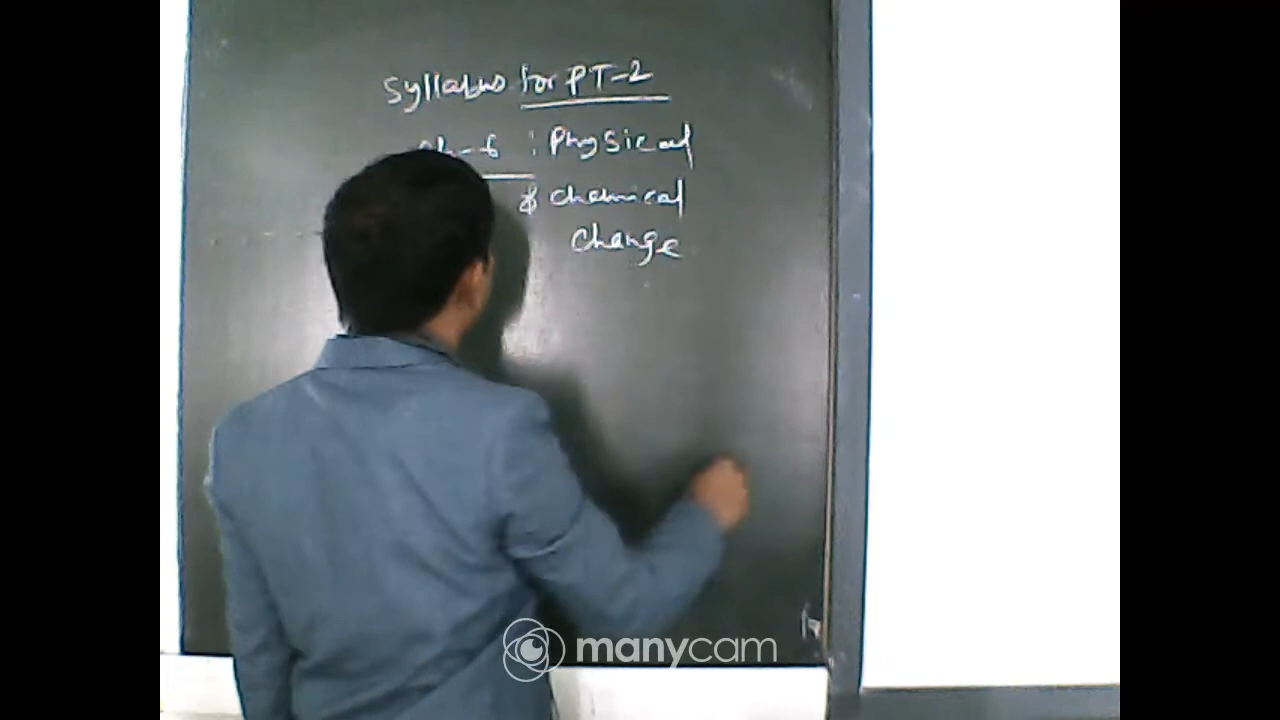 Syllabus for PT-2
Ch-6 : Physical
& Chemical
Change
manycam